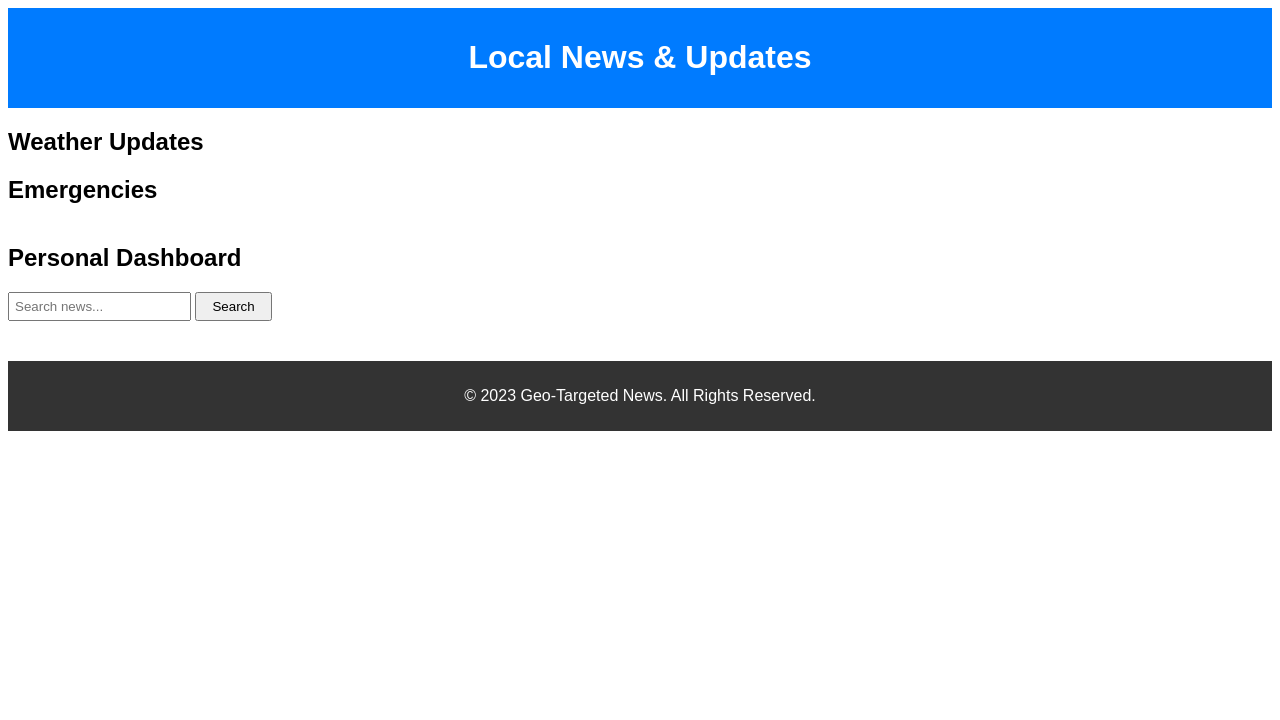 Local News & Updates
Weather Updates
Emergencies
Personal Dashboard
Search news... Search
© 2023 Geo-Targeted News. All Rights Reserved.